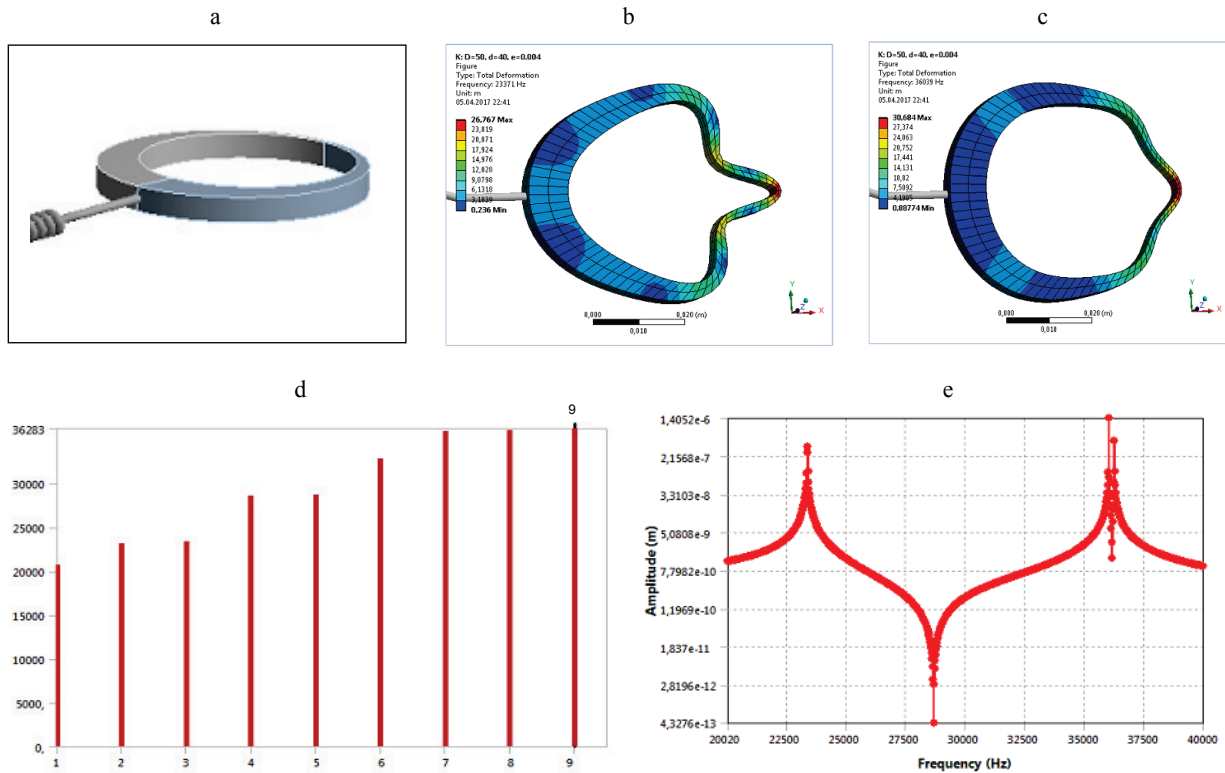 a
b
c
K: D=50, d=40, e=0.004
Figure
Type: Total Deformation
Frequency: 23371 Hz
Unit: m
05.04.2017 22:41
26,767 Max
23,819
20,871
17,924
14,976
12,028
9,0798
6,1318
3,1839
0,236 Min
0,000
0,020 (m)
0,010
Y
Z
X
K: D=50, d=40, e=0.004
Figure
Type: Total Deformation
Frequency: 36039 Hz
Unit: m
05.04.2017 22:41
30,684 Max
27,374
24,063
20,752
17,441
14,131
10,82
7,5092
4,1985
0,88774 Min
0,000
0,020 (m)
0,010
Y
Z
X
d
9
36283
30000
25000
20000
15000
10000
5000,
0,
1 2 3 4 5 6 7 8 9
e
1,4052e-6
2,1568e-7
3,3103e-8
5,0808e-9
7,7982e-10
1,1969e-10
1,837e-11
2,8196e-12
4,3276e-13
Amplitude (m)
20020 22500 25000 27500 30000 32500 35000 37500 40000
Frequency (Hz)